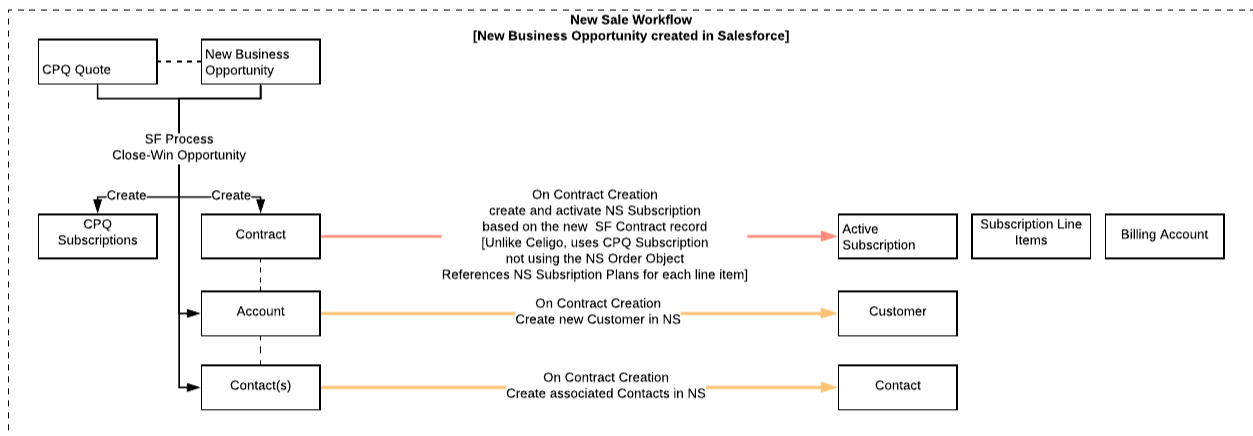 New Sale Workflow
[New Business Opportunity created in Salesforce]
CPQ Quote
New Business
Opportunity
SF Process
Close-Win Opportunity
Create
Create
CPQ
Subscriptions
Contract
On Contract Creation
create and activate NS Subscription
based on the new  SF Contract record
[Unlike Celigo, uses CPQ Subscription
not using the NS Order Object
References NS Subsription Plans for each line item]
Active
Subscription
Subscription Line
Items
Billing Account
Account
On Contract Creation
Create new Customer in NS
Customer
Contact(s)
On Contract Creation
Create associated Contacts in NS
Contact